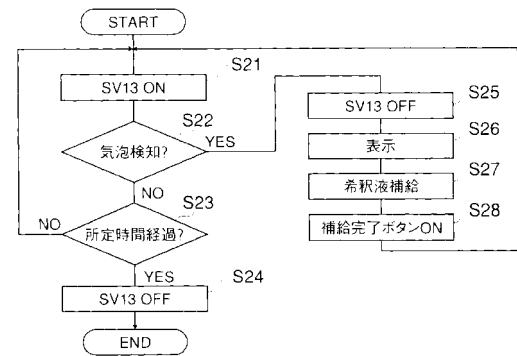 START
S21
SV13 ON
S22
気泡検知?
YES
NO
S23
所定時間経過?
NO
YES
S24
SV13 OFF
END
S25
SV13 OFF
S26
表示
S27
希釈液補給
S28
補給完了ボタンON